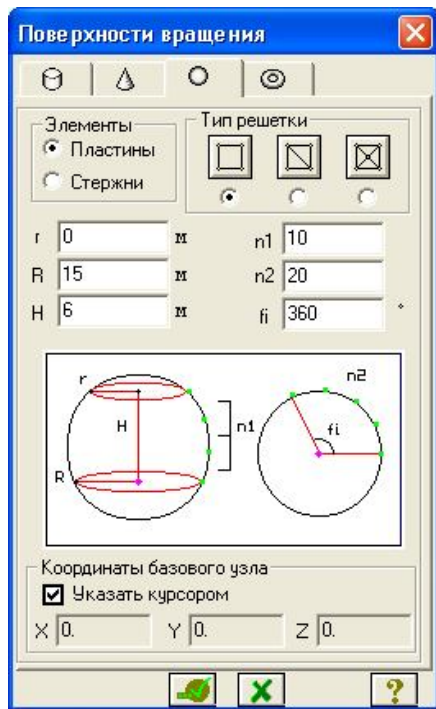 Поверхности вращения
Элементы
Пластины
Стержни
Тип решетки
r 0 м n1 10
R 15 м n2 20
H 6 м fi 360 °
r n2
H n1 fi
R
Координаты базового узла
Указать курсором
X 0. Y 0. Z 0.
?